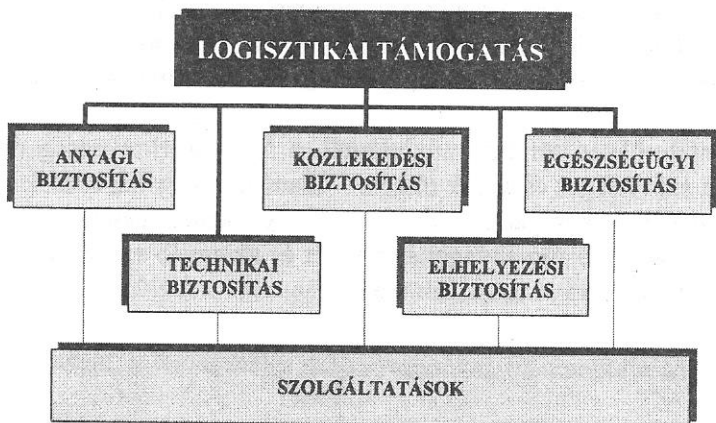 LOGISZTIKAI TÁMOGATÁS
ANYAGI
BIZTOSÍTÁS
KÖZLEKEDÉSI
BIZTOSÍTÁS
EGÉSZSÉGÜGYI
BIZTOSÍTÁS
TECHNIKAI
BIZTOSÍTÁS
ELHELYEZÉSI
BIZTOSÍTÁS
SZOLGÁLTATÁSOK